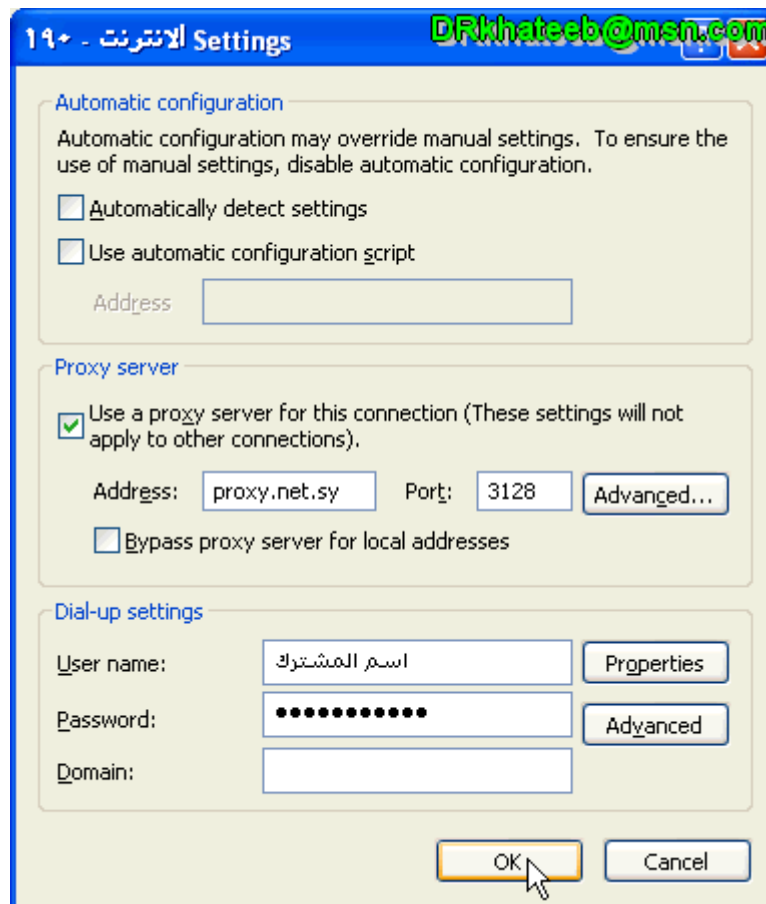 ١٩٠ - الانترنت Settings
DRkhateeb@msn.com
Automatic configuration
Automatic configuration may override manual settings. To ensure the
use of manual settings, disable automatic configuration.
Automatically detect settings
Use automatic configuration script
Address
Proxy server
Use a proxy server for this connection (These settings will not
apply to other connections).
Address: proxy.net.sy Port: 3128 Advanced...
Bypass proxy server for local addresses
Dial-up settings
User name: اسم المشترك Properties
Password: ●●●●●●●●●●● Advanced
Domain:
OK Cancel